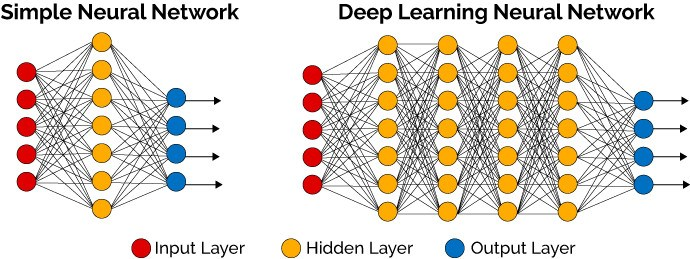 Simple Neural Network
Deep Learning Neural Network
Input Layer
Hidden Layer
Output Layer